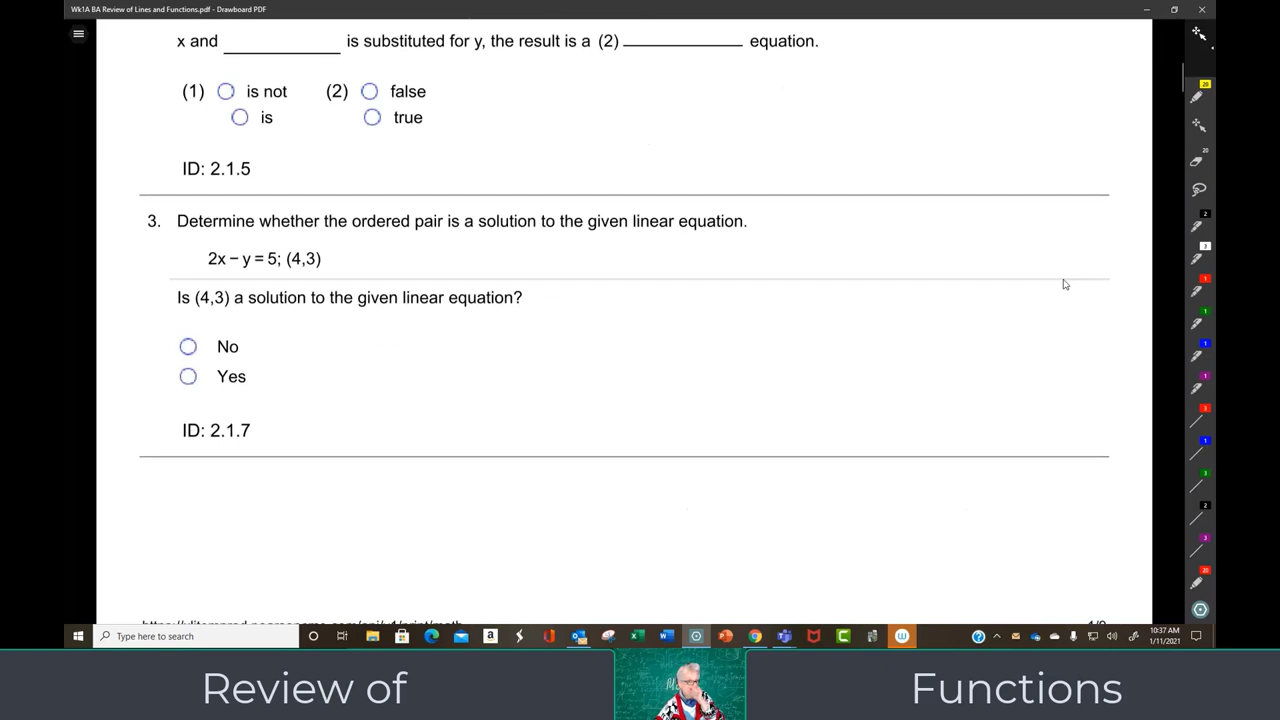 Wk1A BA Review of Lines and Functions.pdf - Drawboard PDF
x and ____________ is substituted for y, the result is a (2) ____________ equation.
(1) is not (2) false
is true
ID: 2.1.5
3. Determine whether the ordered pair is a solution to the given linear equation.
2x − y = 5; (4,3)
Is (4,3) a solution to the given linear equation?
No
Yes
ID: 2.1.7
Type here to search
10:37 AM
1/11/2021
Review of
Functions